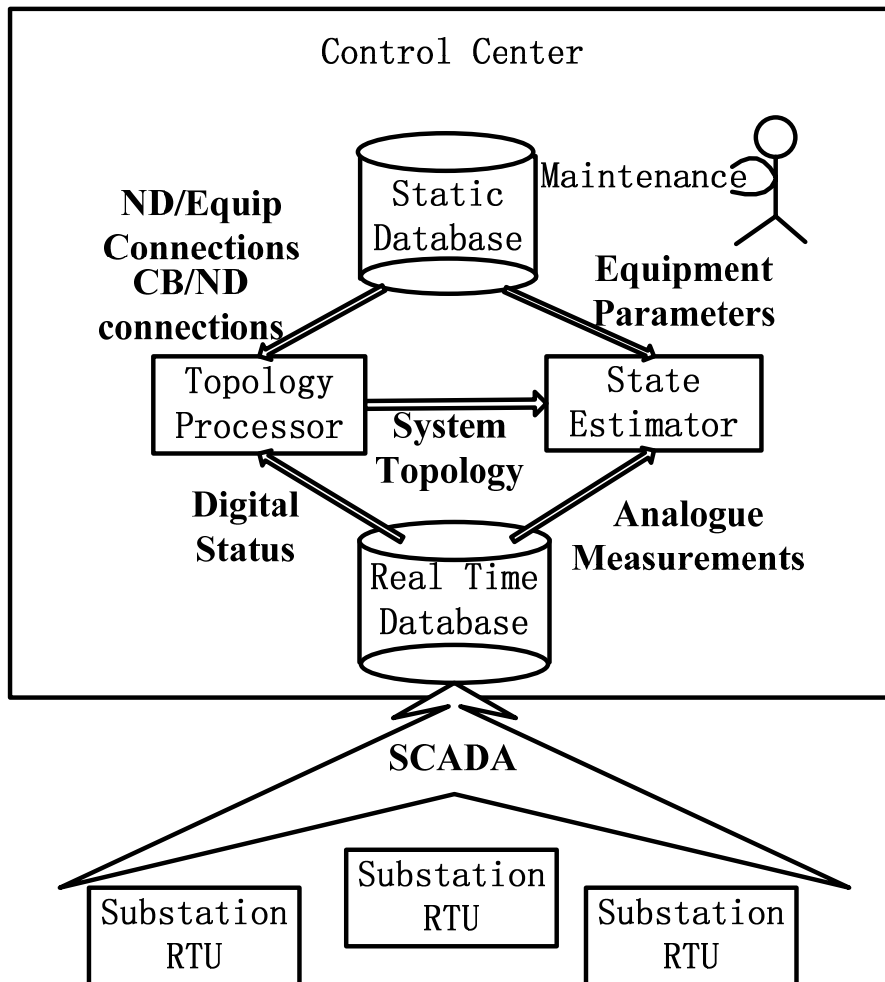 Control Center
Static
Database
Maintenance
ND/Equip
Connections
CB/ND
connections
Equipment
Parameters
Topology
Processor
State
Estimator
System
Topology
Digital
Status
Analogue
Measurements
Real Time
Database
SCADA
Substation
RTU
Substation
RTU
Substation
RTU